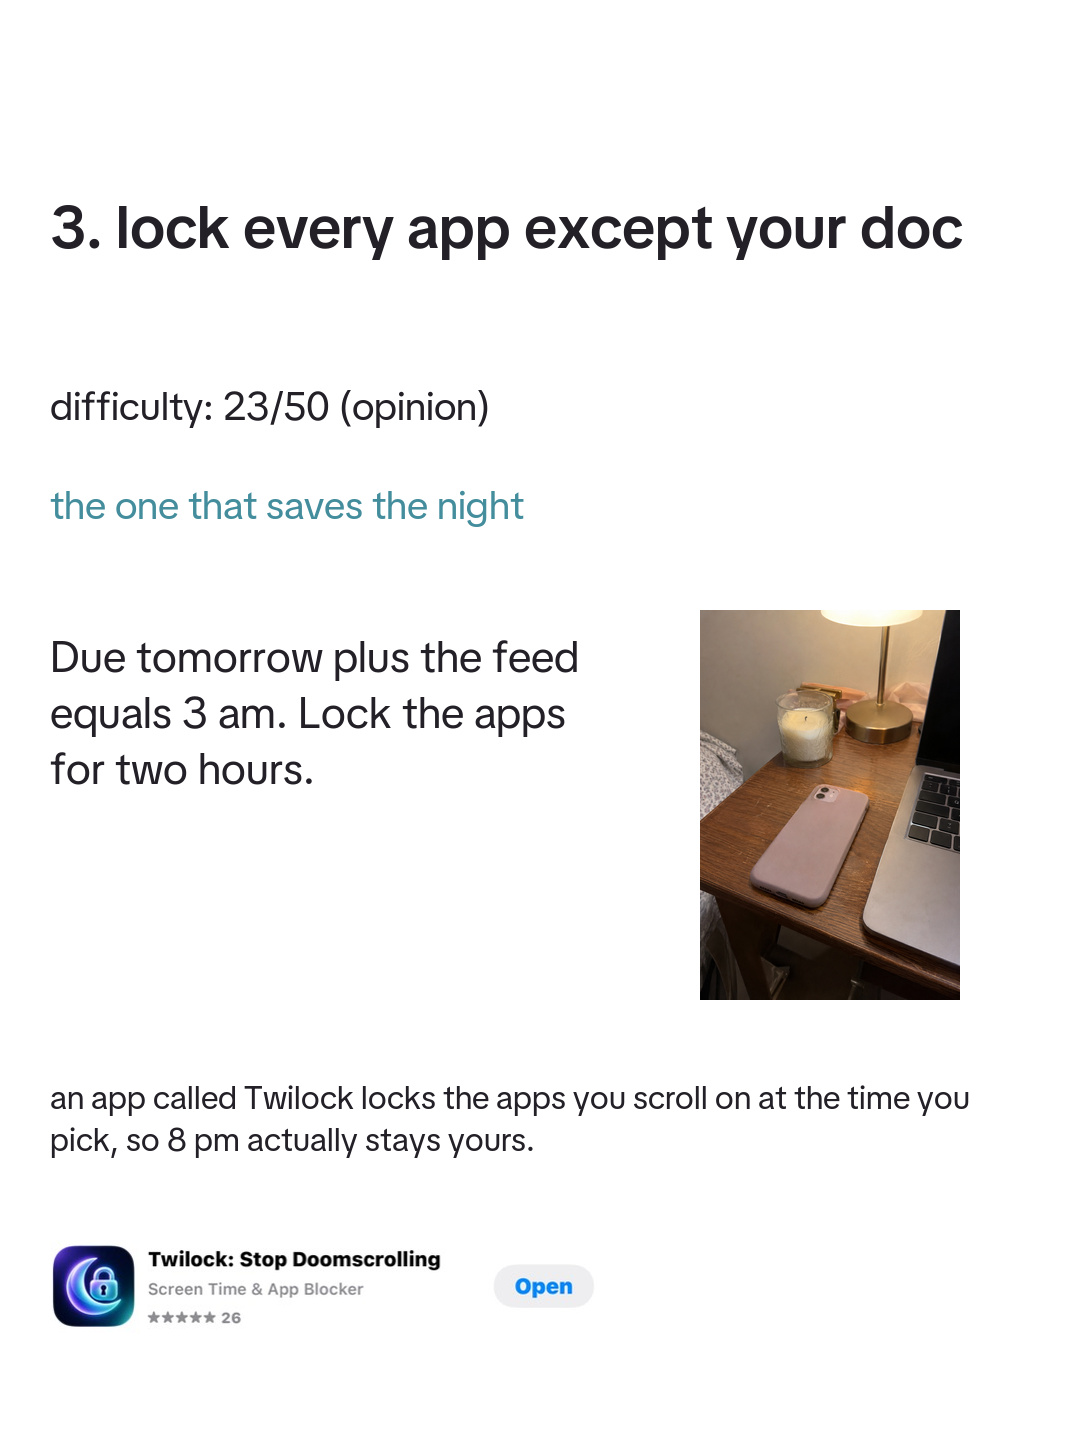 3. lock every app except your doc
difficulty: 23/50 (opinion)
the one that saves the night
Due tomorrow plus the feed
equals 3 am. Lock the apps
for two hours.
an app called Twilock locks the apps you scroll on at the time you
pick, so 8 pm actually stays yours.
Twilock: Stop Doomscrolling
Screen Time & App Blocker
★★★★★ 26
Open